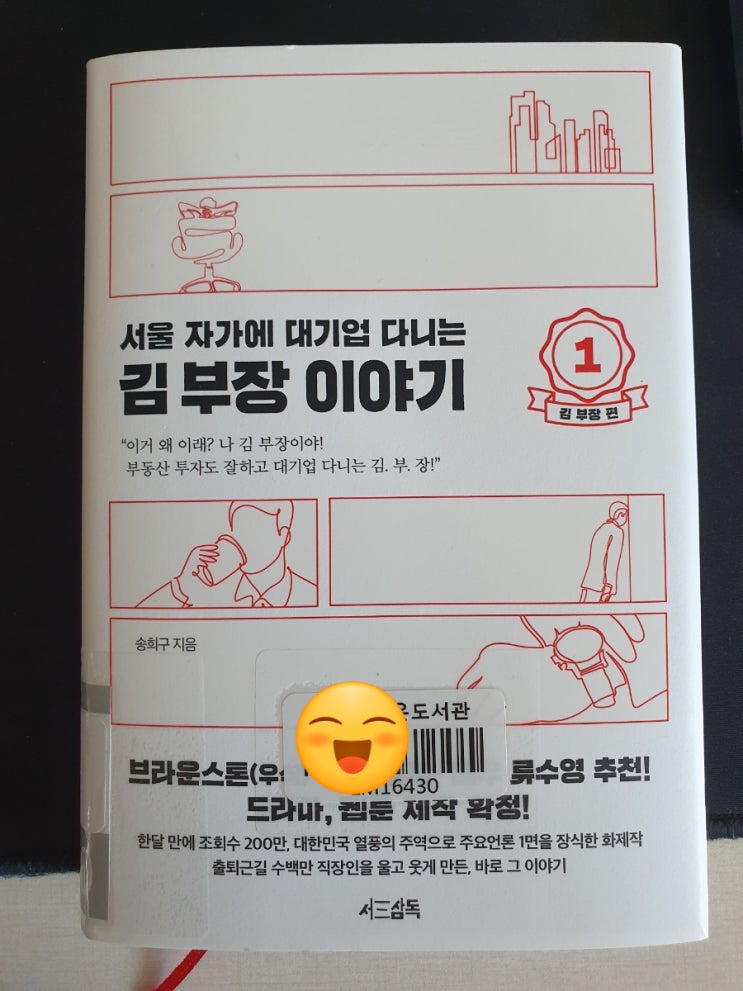 서울 자가에 대기업 다니는
김 부장 이야기
1
김 부장 편
“이거 왜 이래? 나 김 부장이야!
부동산 투자도 잘하고 대기업 다니는 김. 부. 장!”
송희구 지음
도서관
16430
브라운스톤( 류수영 추천!
드라마, 웹툰 제작 확정!
한달 만에 조회수 200만, 대한민국 열풍의 주역으로 주요언론 1면을 장식한 화제작
출퇴근길 수백만 직장인을 울고 웃게 만든, 바로 그 이야기
서삼독